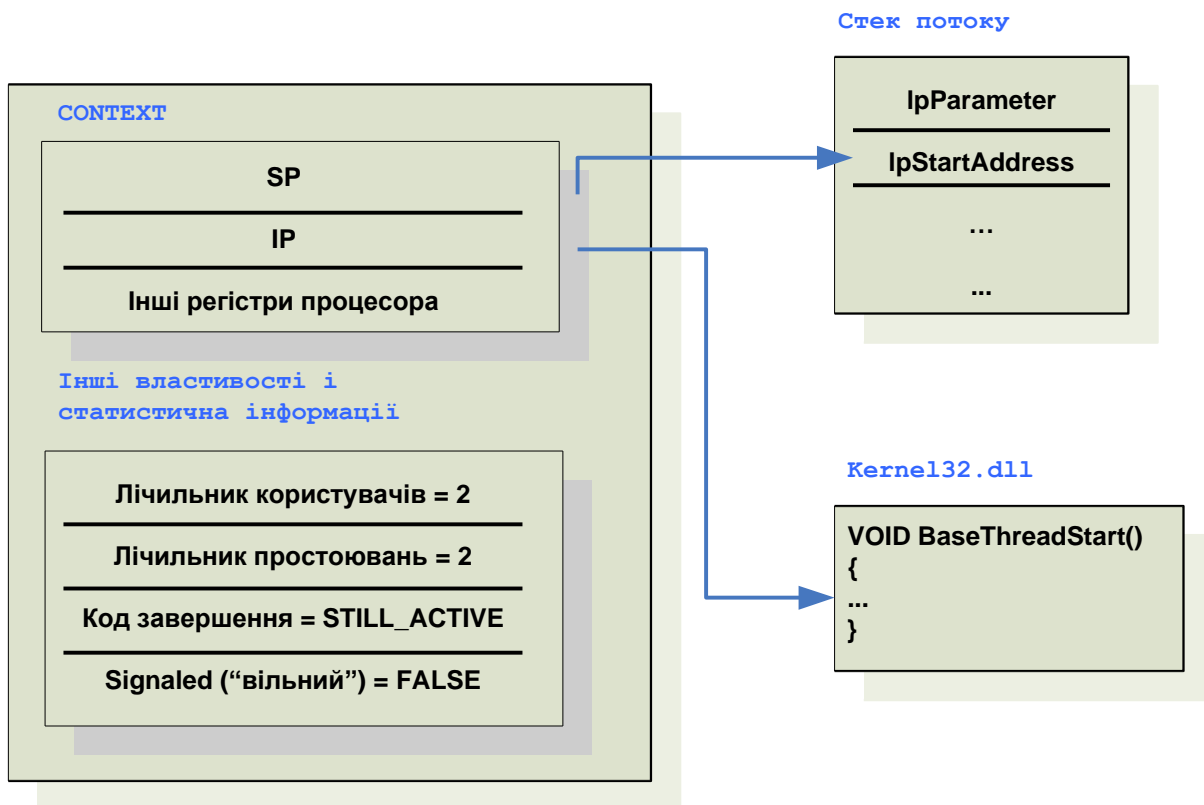 Стек потоку
lpParameter
lpStartAddress
…
...
CONTEXT
SP
IP
Інші регістри процесора
Інші властивості і
статистична інформації
Лічильник користувачів = 2
Лічильник простоювань = 2
Код завершення = STILL_ACTIVE
Signaled (“вільний”) = FALSE
Kernel32.dll
VOID BaseThreadStart()
{
...
}